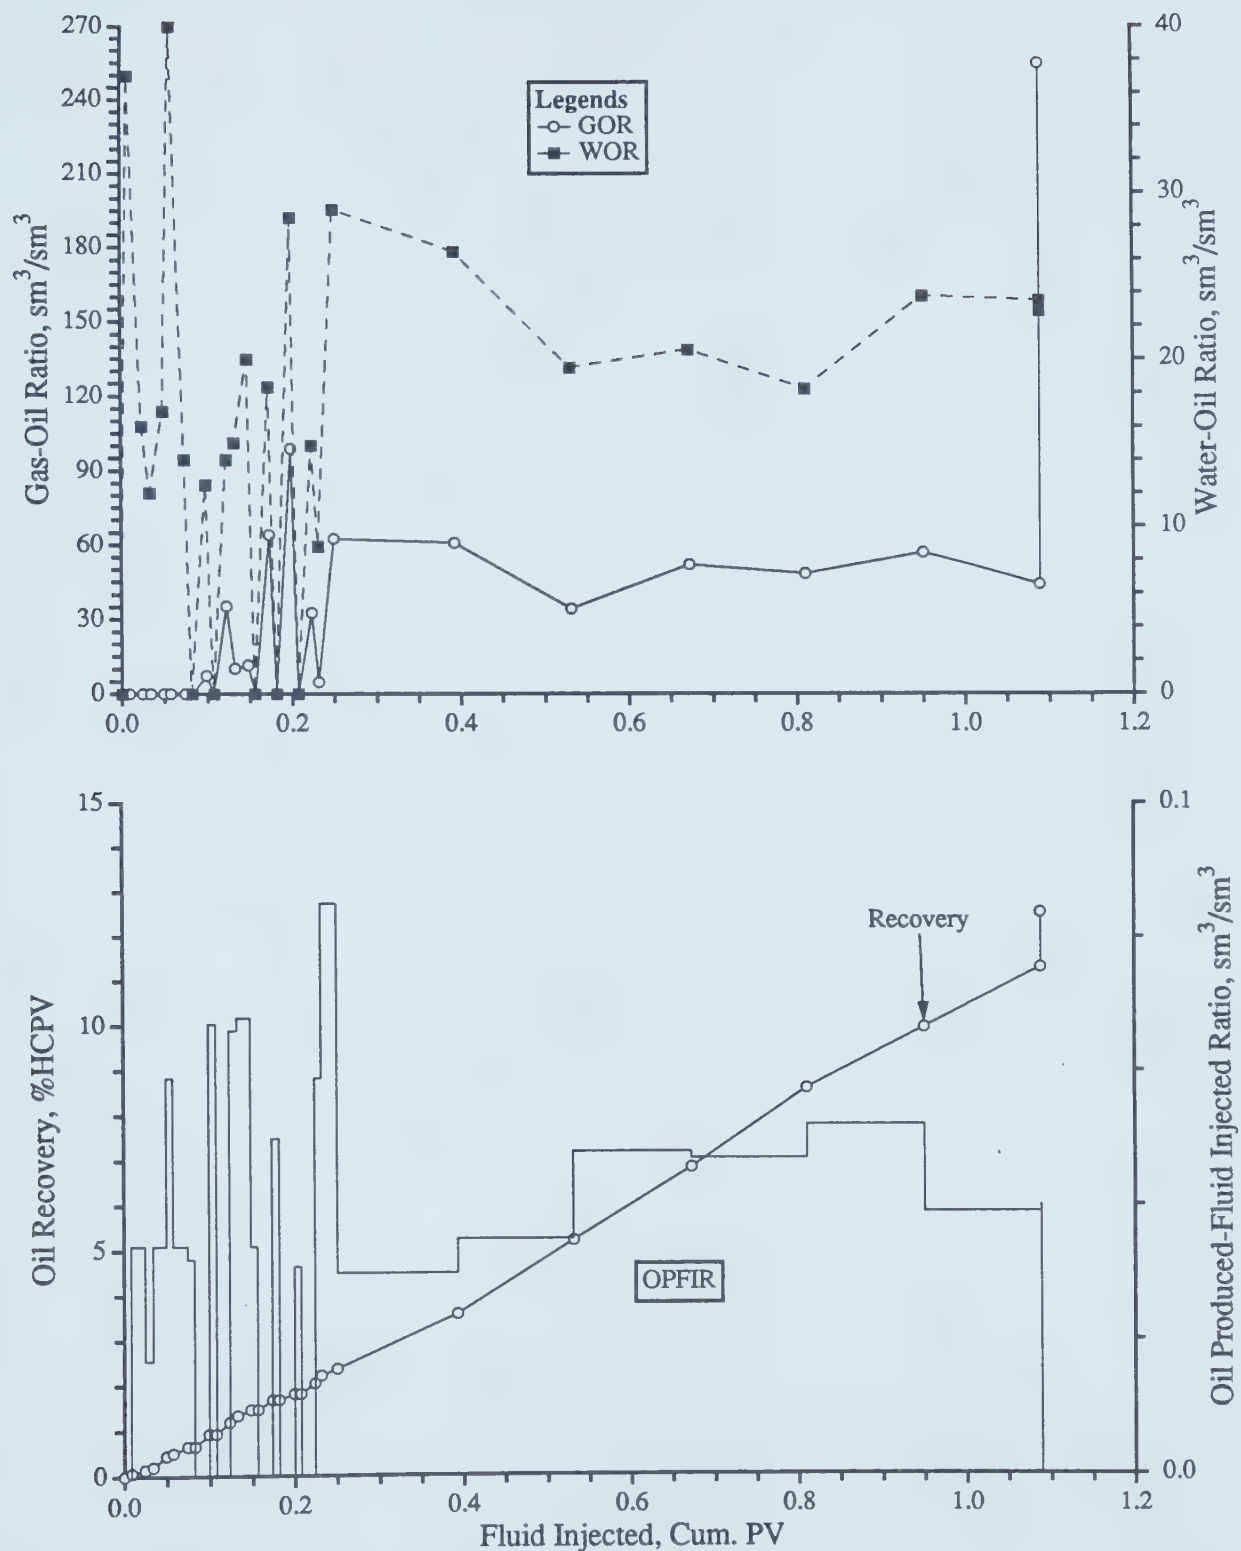 270
240
210
180
150
120
90
60
30
0
Gas-Oil Ratio, sm³/sm³
Legends
GOR
WOR
40
30
20
10
0
Water-Oil Ratio, sm³/sm³
0.0 0.2 0.4 0.6 0.8 1.0 1.2
15
10
5
0
Oil Recovery, %HCPV
Recovery
OPFIR
0.1
0.0
Oil Produced-Fluid Injected Ratio, sm³/sm³
0.0 0.2 0.4 0.6 0.8 1.0 1.2
Fluid Injected, Cum. PV